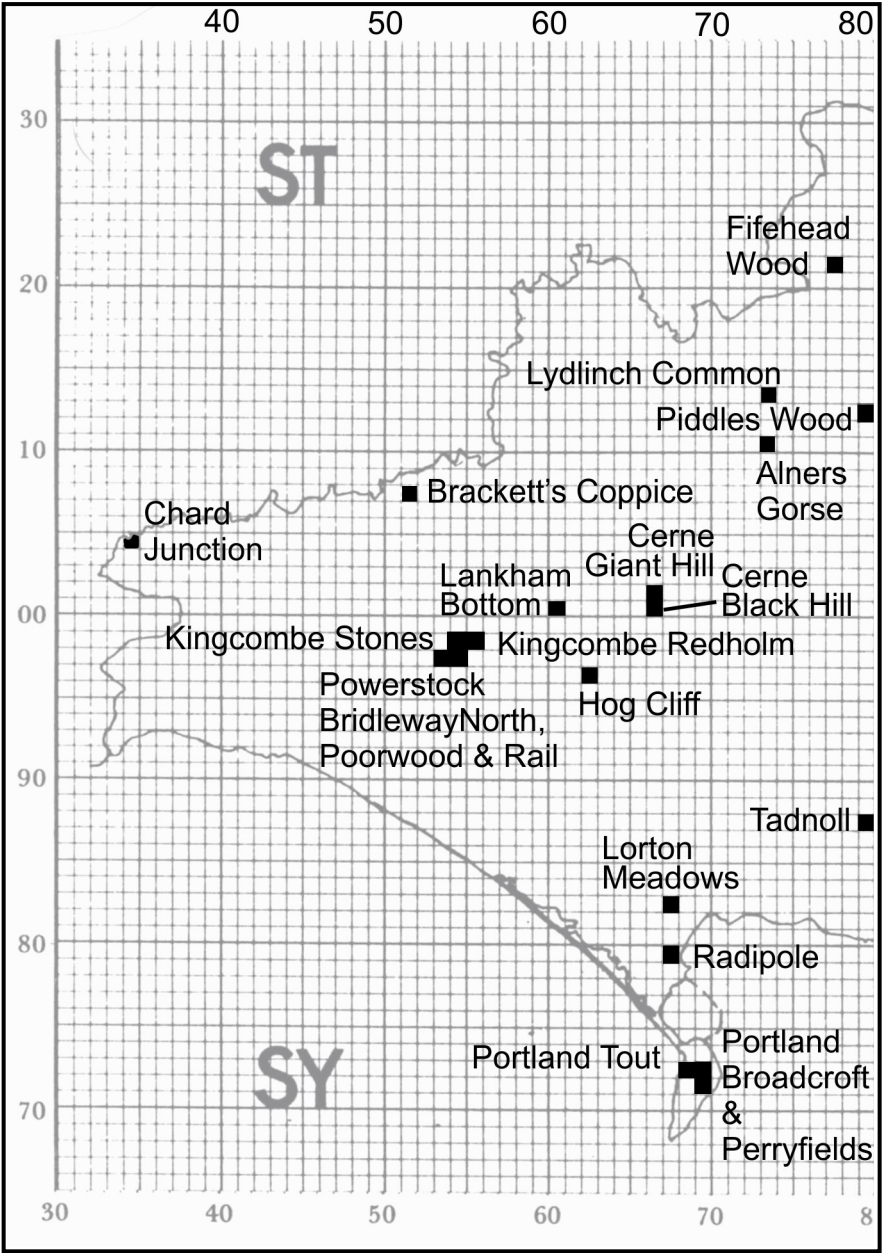 40 50 60 70 80
30
ST
Fifehead
Wood
20
Lydlinch Common
Piddles Wood
10
Alners
Gorse
Brackett's Coppice
Chard
Junction
Cerne
Giant Hill
Lankham
Bottom
Cerne
Black Hill
00
Kingcombe Stones
Kingcombe Redholm
Powerstock
BridlewayNorth,
Poorwood & Rail
Hog Cliff
90
Tadnoll
Lorton
Meadows
80
Radipole
SY
Portland Tout
Portland
Broadcroft
&
Perryfields
70
30 40 50 60 70 8